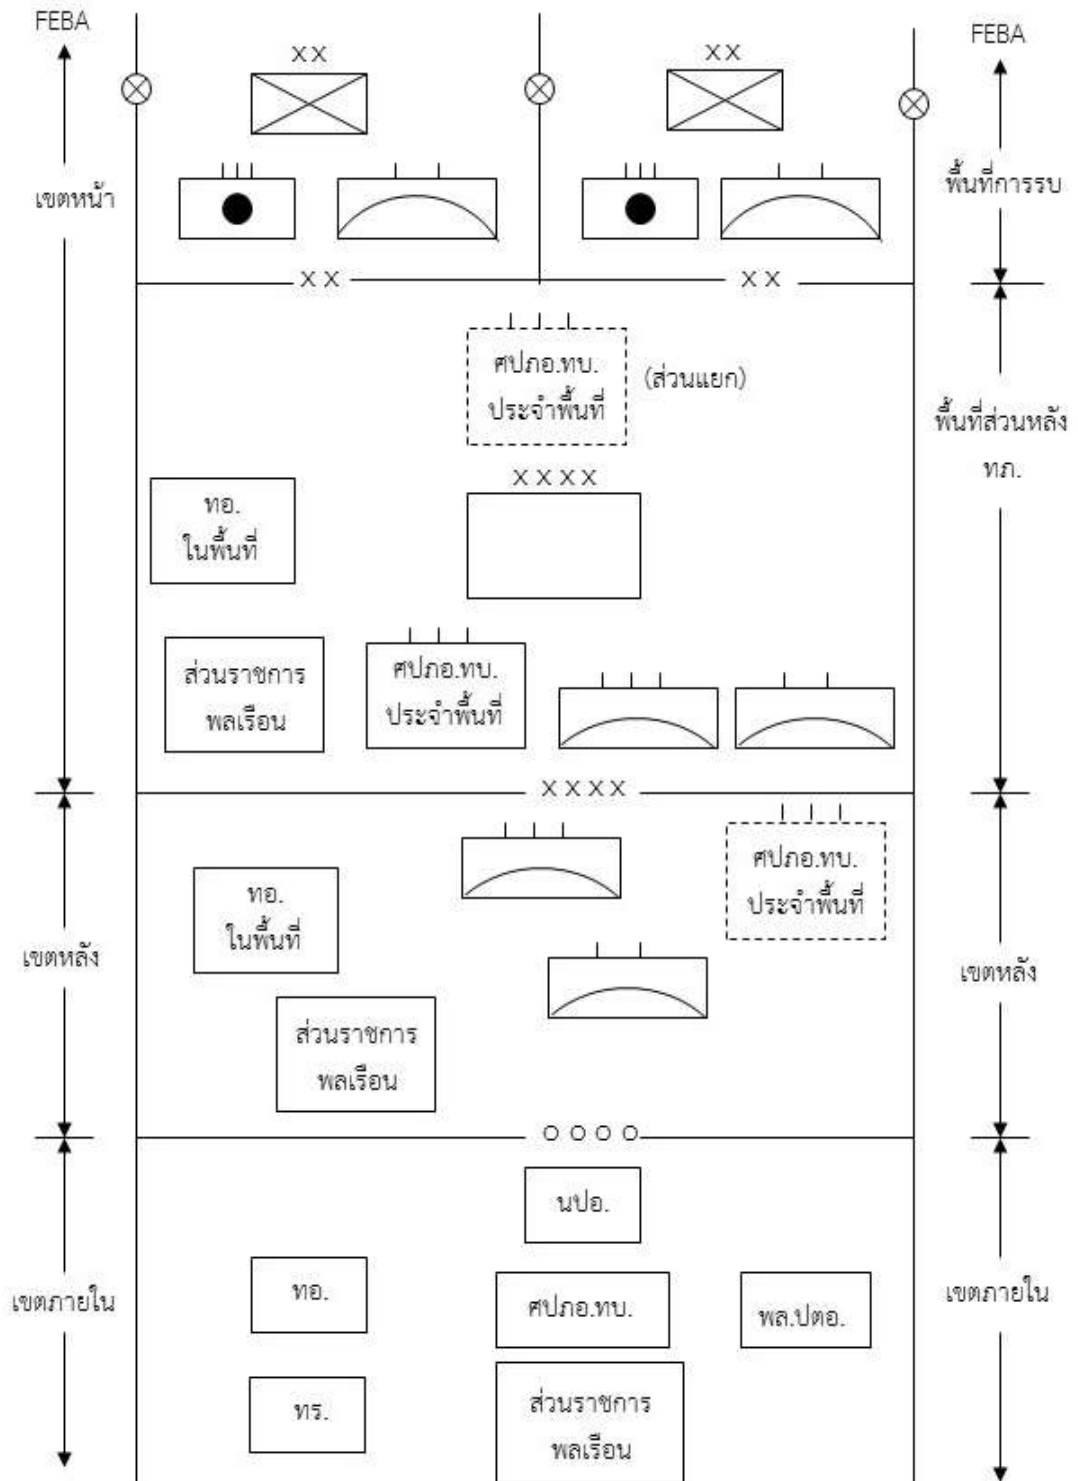 FEBA
FEBA
XX
XX
เขตหน้า
พื้นที่การรบ
XX
XX
ศปภอ.ทบ.
ประจำพื้นที่
(ส่วนแยก)
พื้นที่ส่วนหลัง
ทภ.
XXXX
ทอ.
ในพื้นที่
ส่วนราชการ
พลเรือน
ศปภอ.ทบ.
ประจำพื้นที่
XXXX
ศปภอ.ทบ.
ประจำพื้นที่
ทอ.
ในพื้นที่
เขตหลัง
เขตหลัง
ส่วนราชการ
พลเรือน
OOOO
นปอ.
เขตภายใน
เขตภายใน
ทอ.
ศปภอ.ทบ.
พล.ปตอ.
ทร.
ส่วนราชการ
พลเรือน